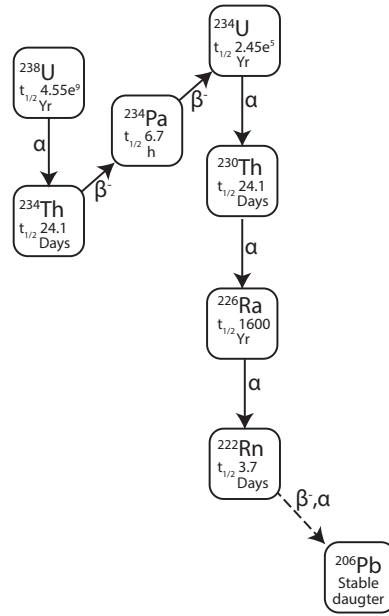 ²³⁸U
t₁/₂ 4.55e⁹
Yr
α
²³⁴Th
t₁/₂ 24.1
Days
β⁻
²³⁴Pa
t₁/₂ 6.7
h
β⁻
²³⁴U
t₁/₂ 2.45e⁵
Yr
α
²³⁰Th
t₁/₂ 24.1
Days
α
²²⁶Ra
t₁/₂ 1600
Yr
α
²²²Rn
t₁/₂ 3.7
Days
β⁻,α
²⁰⁶Pb
Stable
daugter